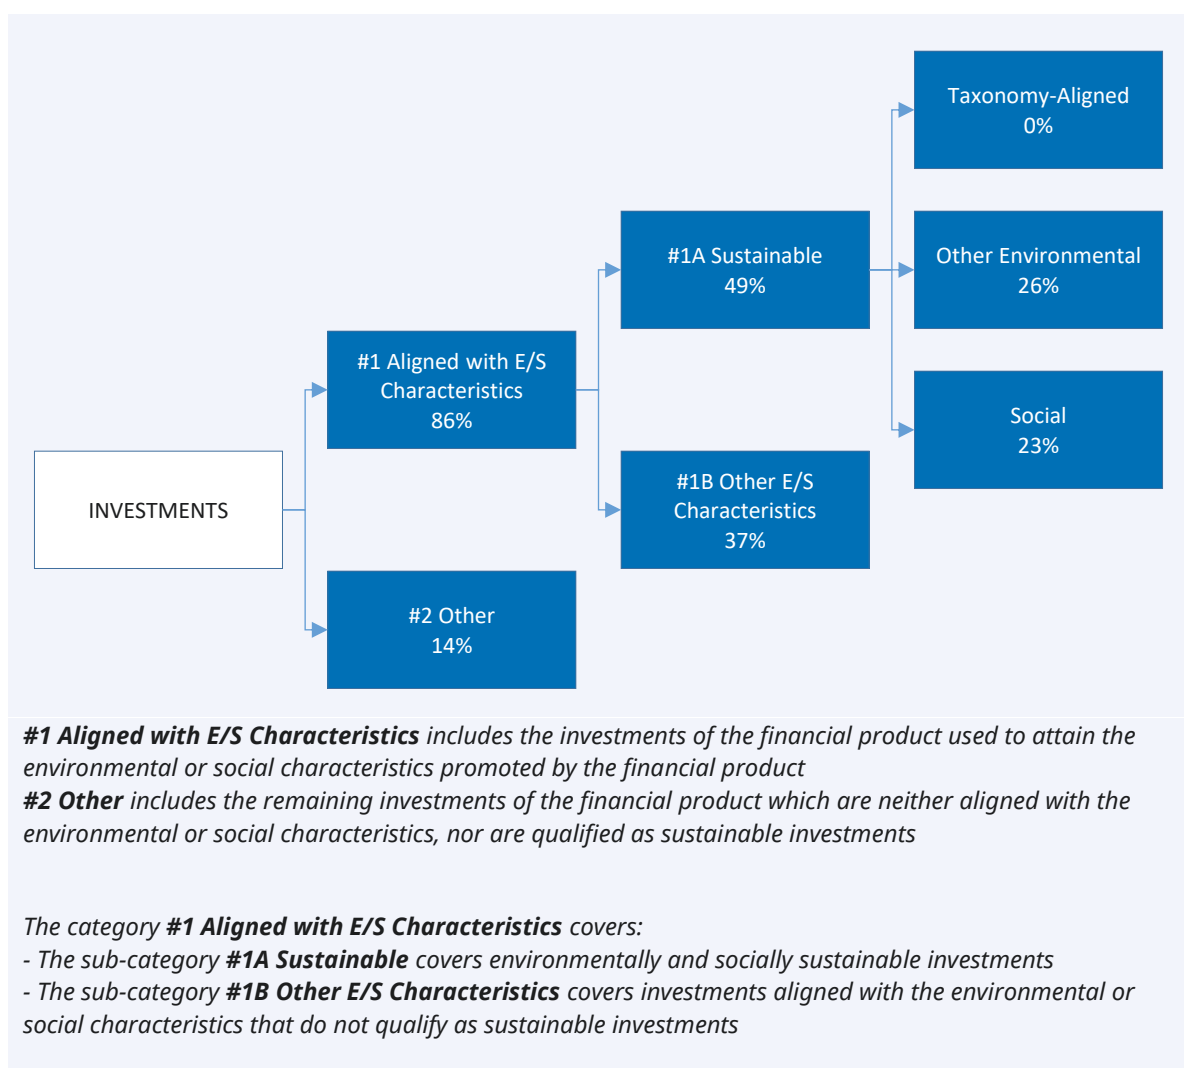 Taxonomy-Aligned
0%
#1A Sustainable
49%
Other Environmental
26%
#1 Aligned with E/S
Characteristics
86%
Social
23%
INVESTMENTS
#1B Other E/S
Characteristics
37%
#2 Other
14%
#1 Aligned with E/S Characteristics includes the investments of the financial product used to attain the
environmental or social characteristics promoted by the financial product
#2 Other includes the remaining investments of the financial product which are neither aligned with the
environmental or social characteristics, nor are qualified as sustainable investments
The category #1 Aligned with E/S Characteristics covers:
- The sub-category #1A Sustainable covers environmentally and socially sustainable investments
- The sub-category #1B Other E/S Characteristics covers investments aligned with the environmental or
social characteristics that do not qualify as sustainable investments